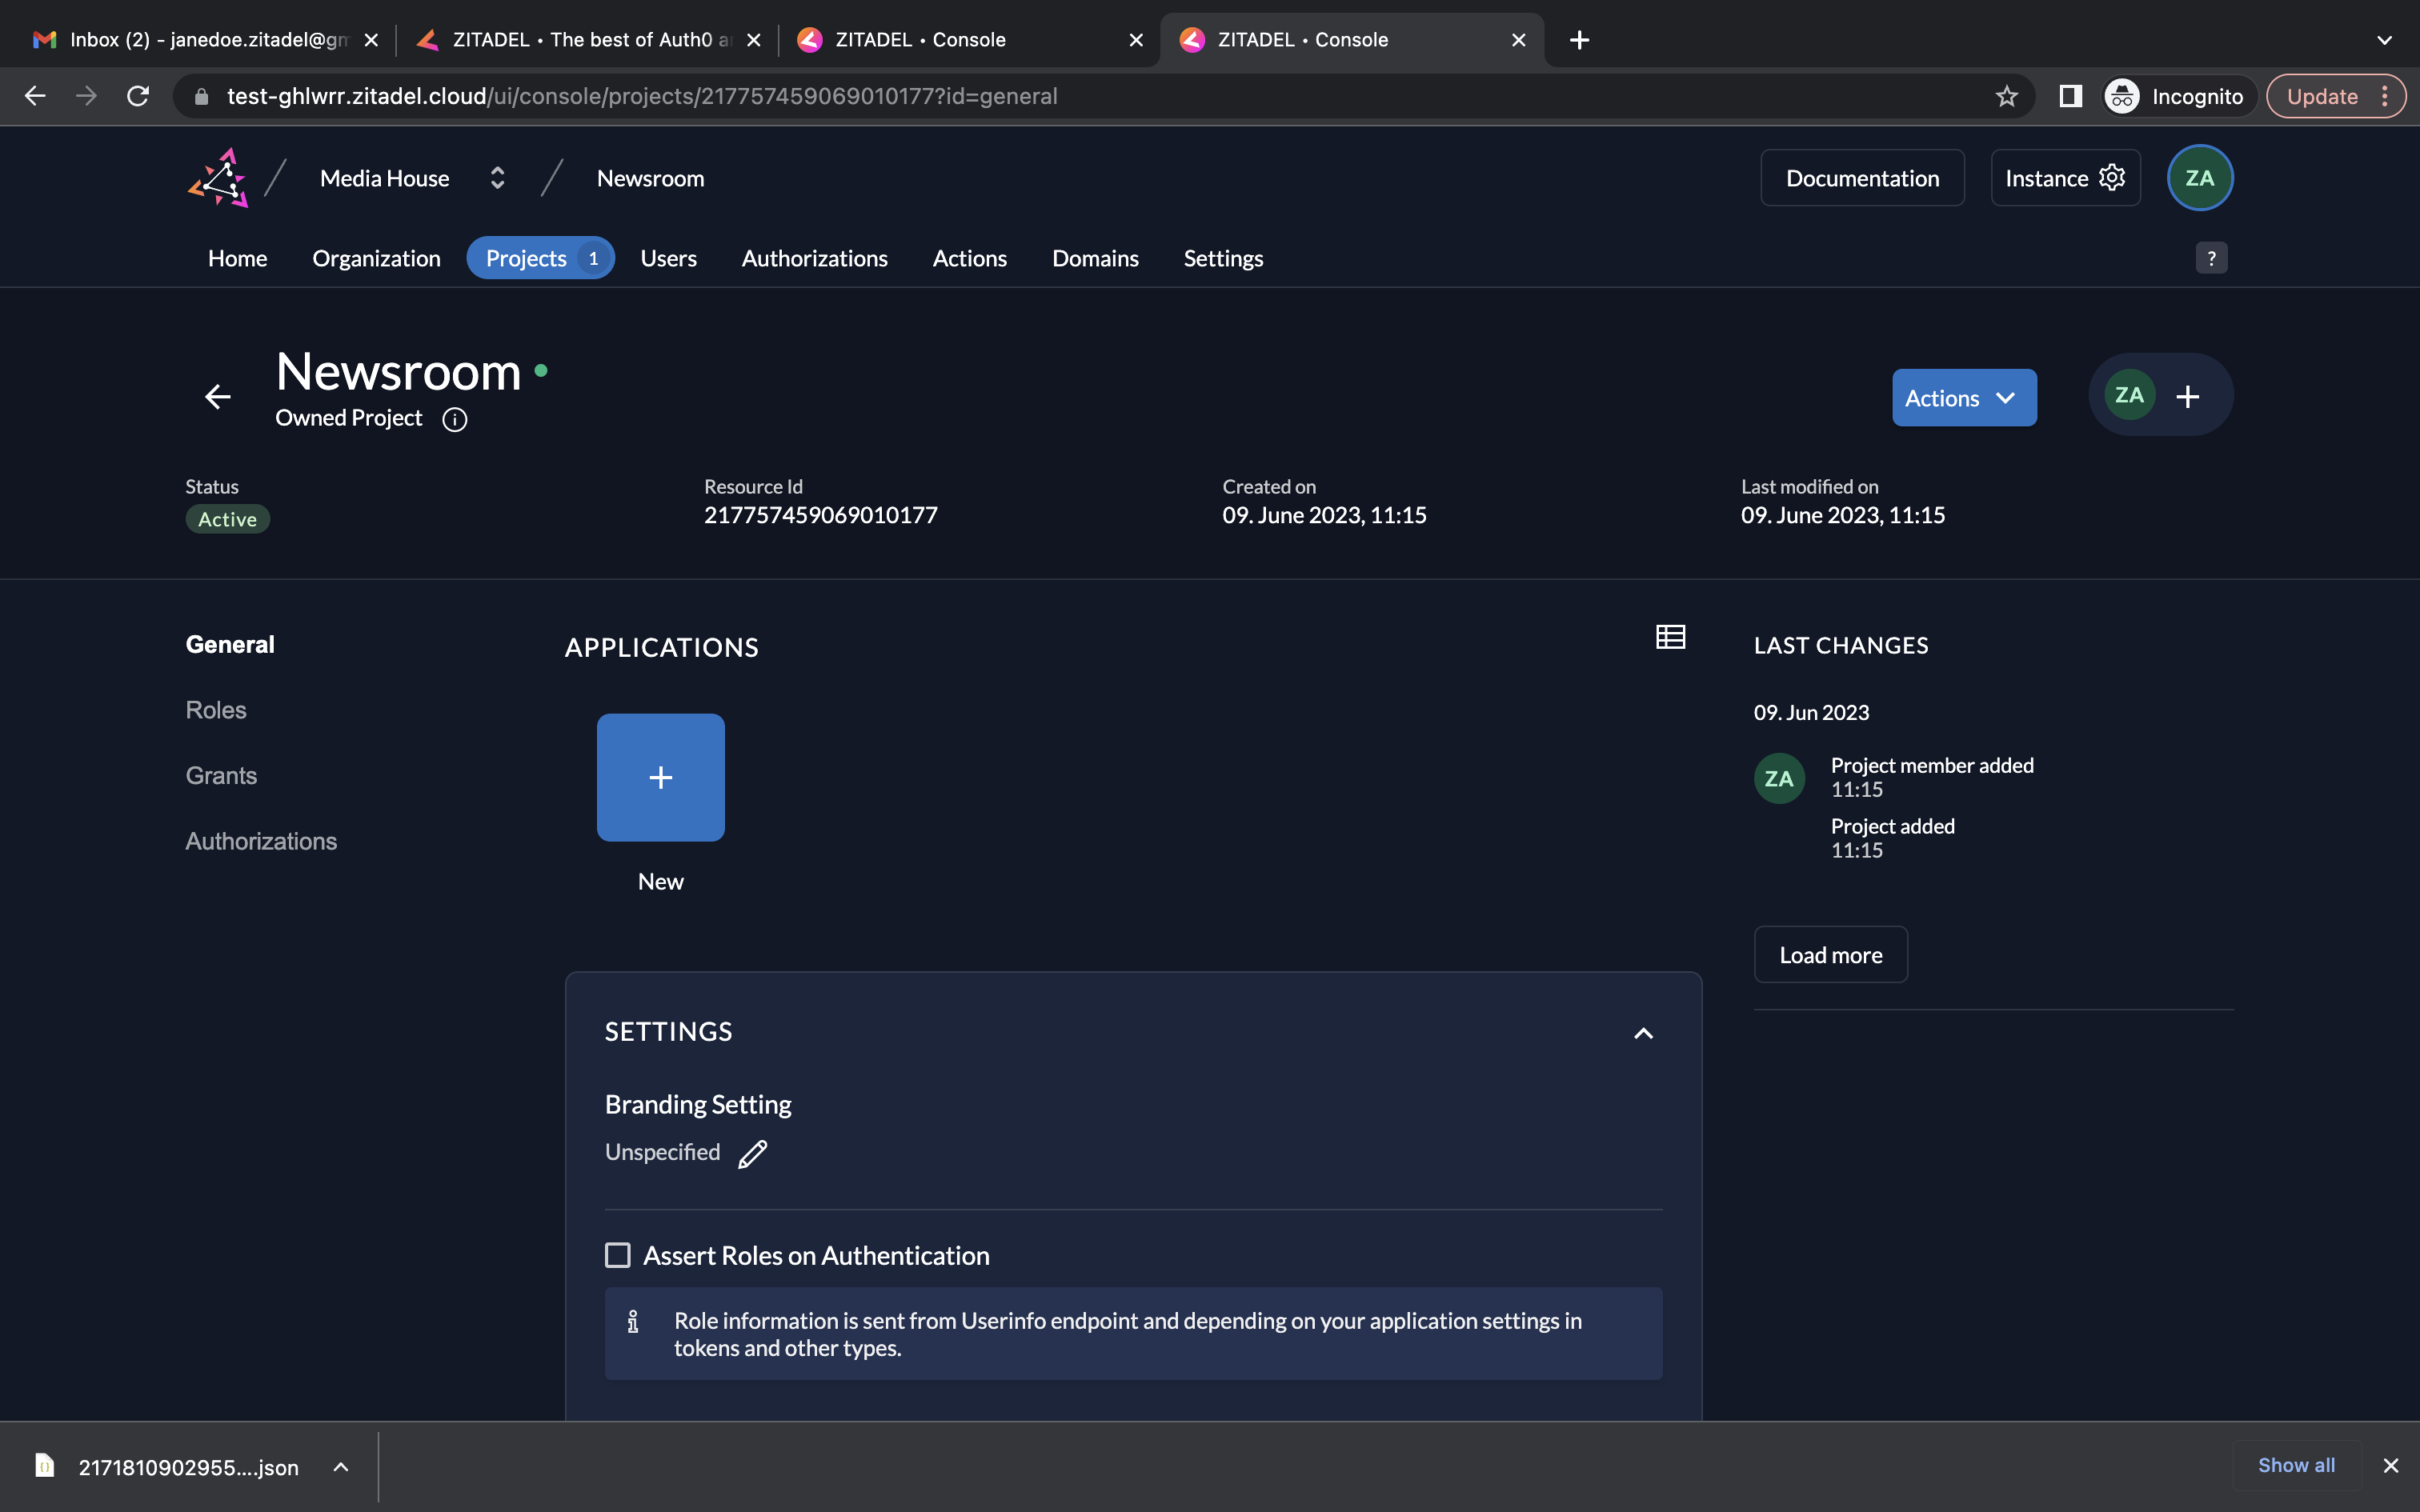 Inbox (2) - janedoe.zitadel@gm
ZITADEL • The best of Auth0 a
ZITADEL • Console
ZITADEL • Console
test-ghlwrr.zitadel.cloud/ui/console/projects/217757459069010177?id=general
Incognito
Update
Media House
Newsroom
Documentation
Instance
ZA
Home
Organization
Projects 1
Users
Authorizations
Actions
Domains
Settings
?
Newsroom
Owned Project
Actions
ZA
Status
Active
Resource Id
217757459069010177
Created on
09. June 2023, 11:15
Last modified on
09. June 2023, 11:15
General
Roles
Grants
Authorizations
APPLICATIONS
New
SETTINGS
Branding Setting
Unspecified
Assert Roles on Authentication
Role information is sent from Userinfo endpoint and depending on your application settings in
tokens and other types.
LAST CHANGES
09. Jun 2023
ZA
Project member added
11:15
Project added
11:15
Load more
2171810902955....json
Show all